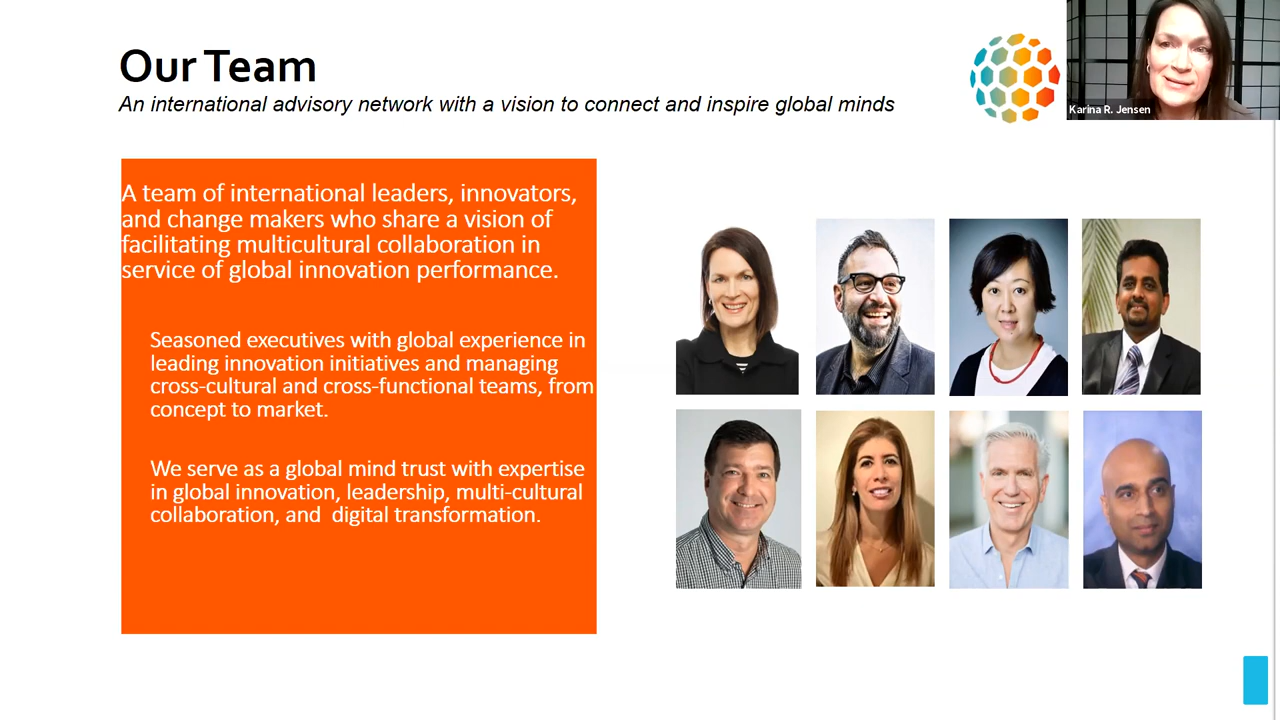 Our Team
An international advisory network with a vision to connect and inspire global minds
Karina R. Jensen
A team of international leaders, innovators,
and change makers who share a vision of
facilitating multicultural collaboration in
service of global innovation performance.
Seasoned executives with global experience in
leading innovation initiatives and managing
cross-cultural and cross-functional teams, from
concept to market.
We serve as a global mind trust with expertise
in global innovation, leadership, multi-cultural
collaboration, and  digital transformation.